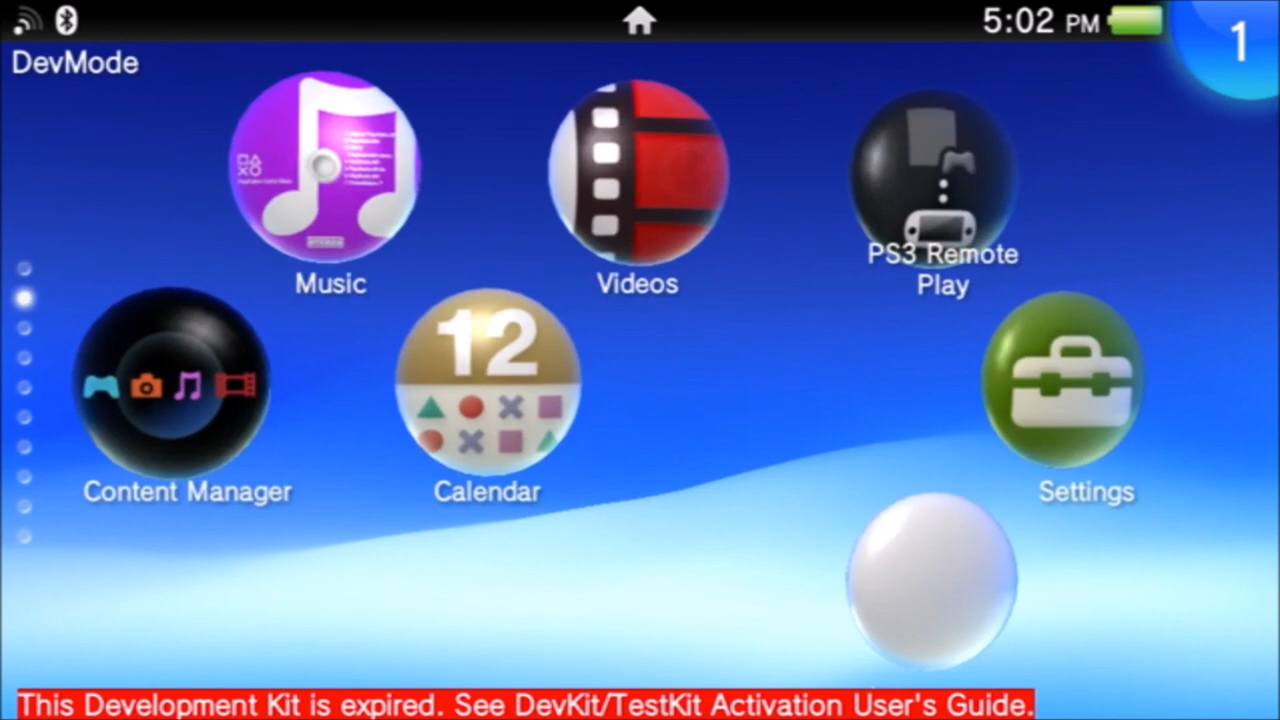 5:02 PM
1
DevMode
Music
Videos
PS3 Remote
Play
12
Content Manager
Calendar
Settings
This Development Kit is expired. See DevKit/TestKit Activation User's Guide.